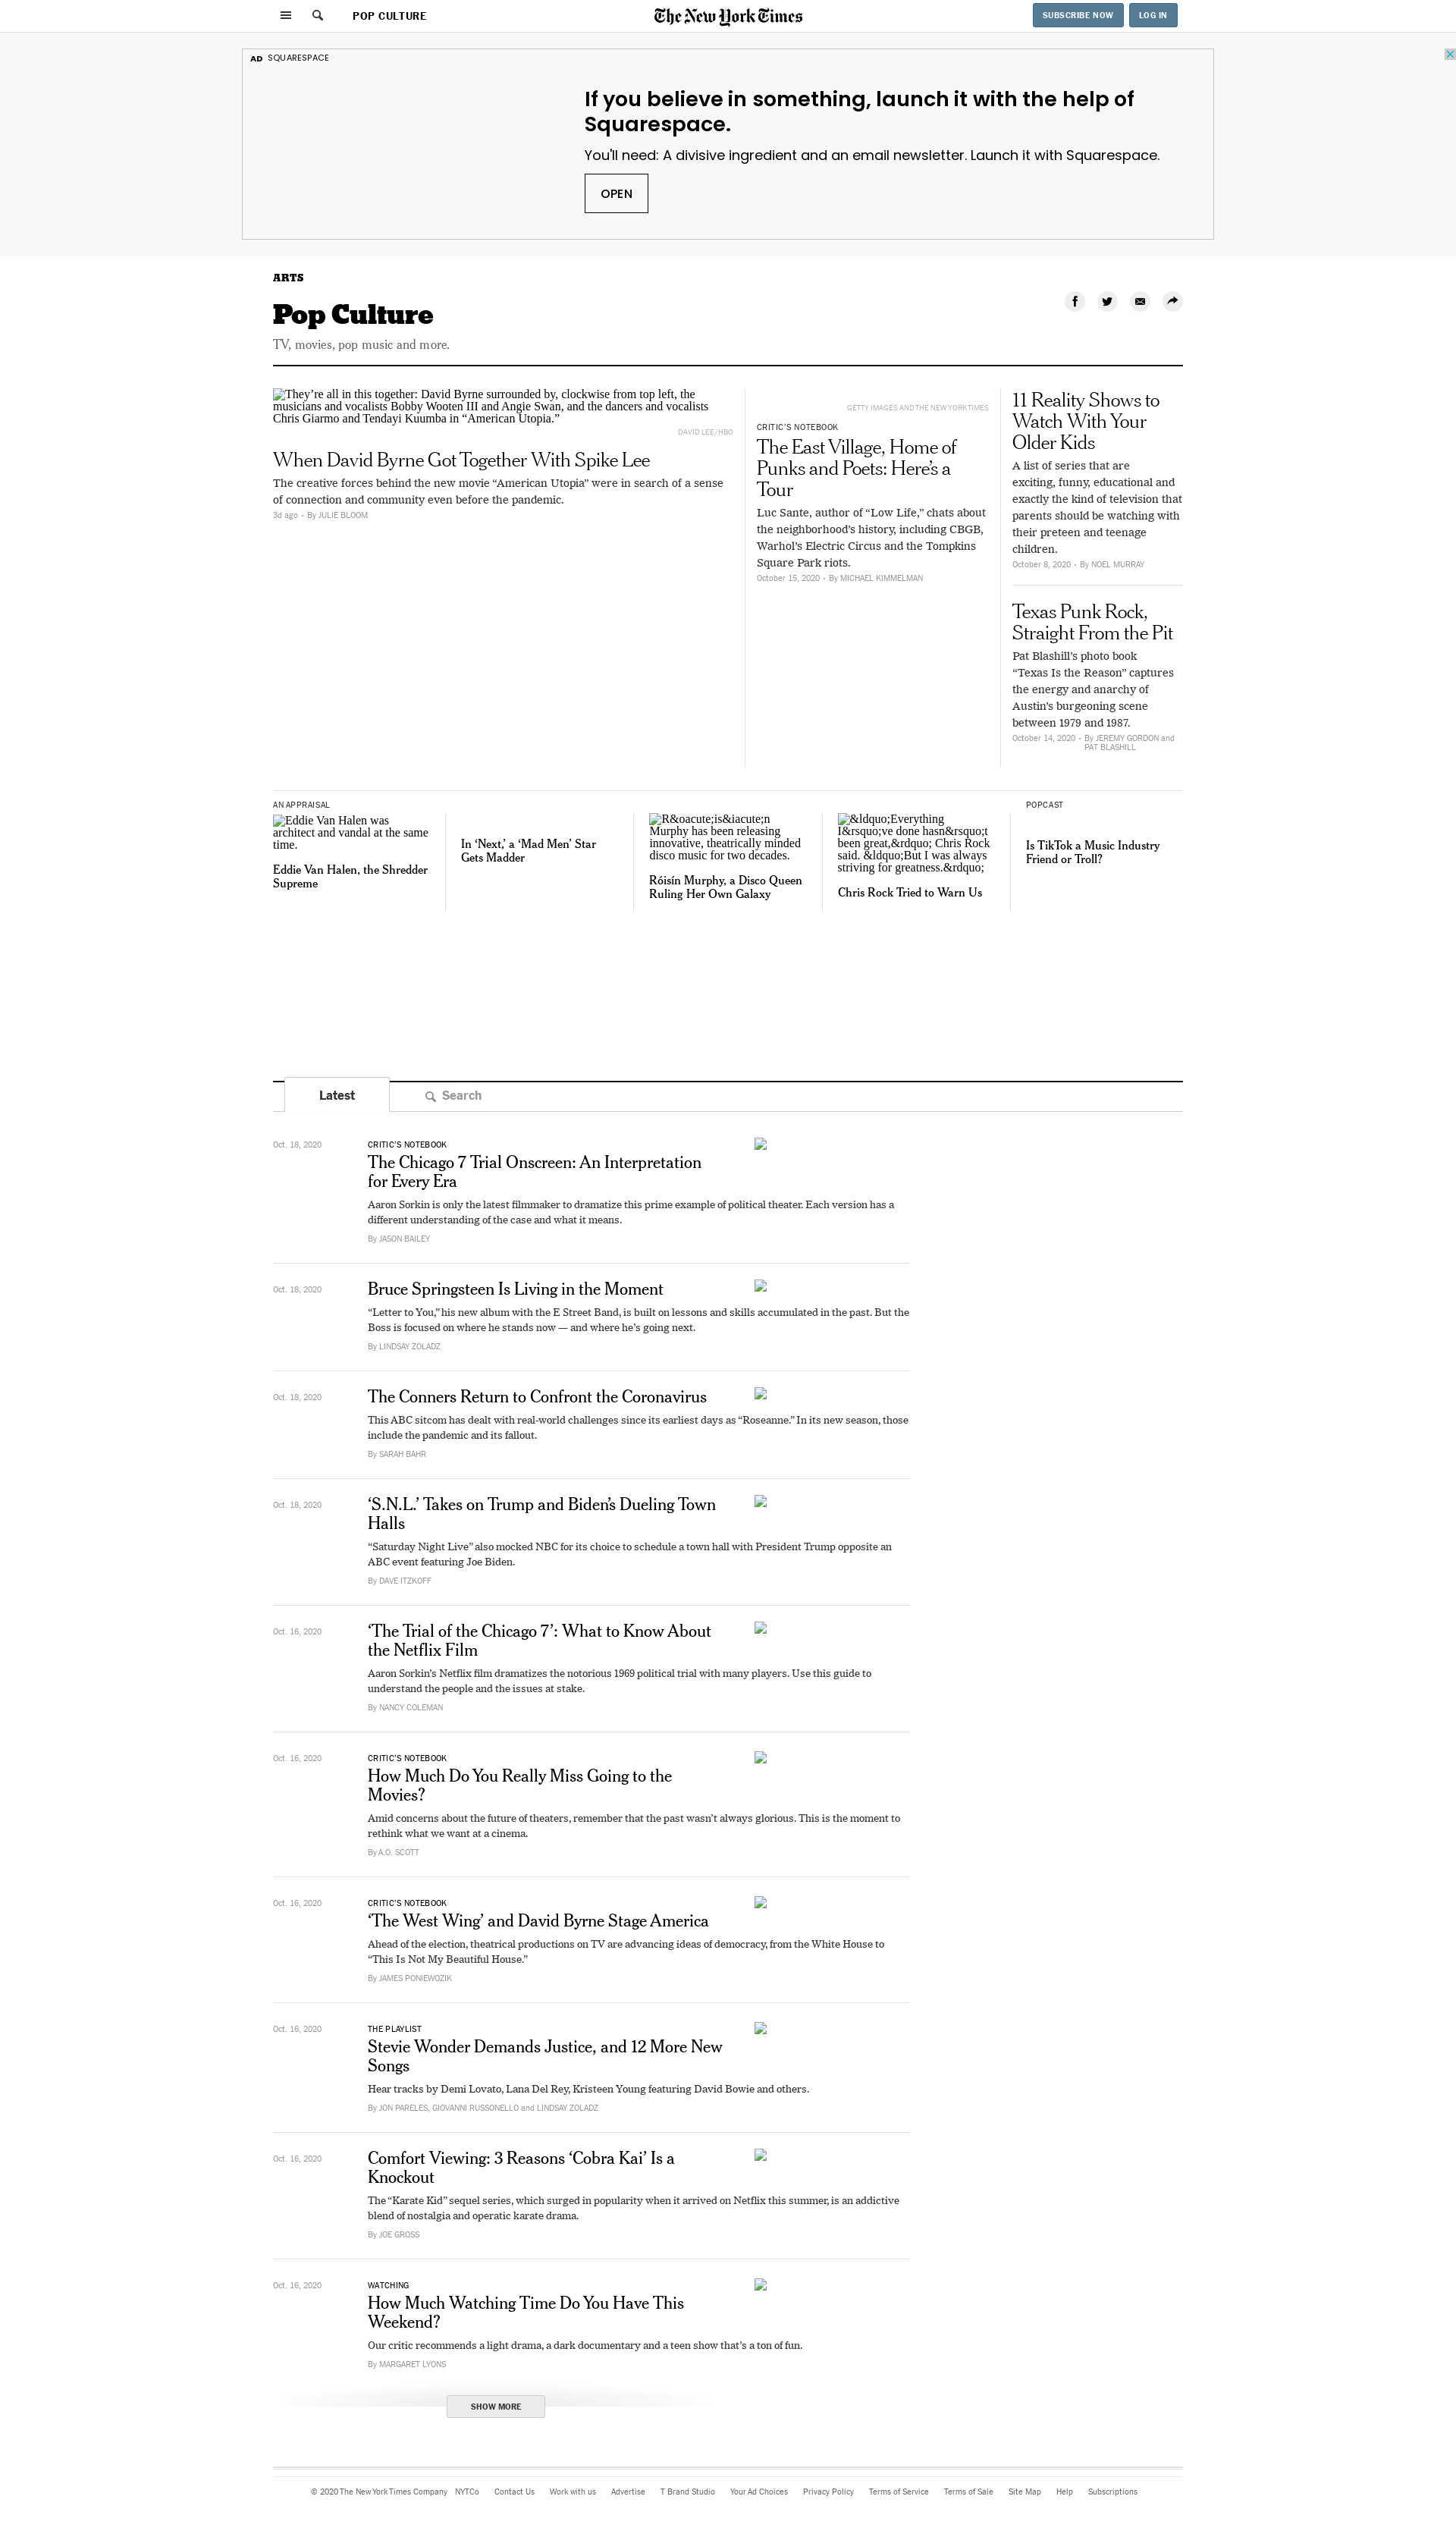 POP CULTURE
The New York Times
SUBSCRIBE NOW
LOG IN
AD SQUARESPACE
If you believe in something, launch it with the help of
Squarespace.
You'll need: A divisive ingredient and an email newsletter. Launch it with Squarespace.
OPEN
ARTS
Pop Culture
TV, movies, pop music and more.
They’re all in this together: David Byrne surrounded by, clockwise from top left, the
musicians and vocalists Bobby Wooten III and Angie Swan, and the dancers and vocalists
Chris Giarmo and Tendayi Kuumba in “American Utopia.”
DAVID LEE/HBO
When David Byrne Got Together With Spike Lee
The creative forces behind the new movie “American Utopia” were in search of a sense
of connection and community even before the pandemic.
3d ago • By JULIE BLOOM
GETTY IMAGES AND THE NEW YORK TIMES
CRITIC’S NOTEBOOK
The East Village, Home of
Punks and Poets: Here’s a
Tour
Luc Sante, author of “Low Life,” chats about
the neighborhood’s history, including CBGB,
Warhol’s Electric Circus and the Tompkins
Square Park riots.
October 15, 2020 • By MICHAEL KIMMELMAN
11 Reality Shows to
Watch With Your
Older Kids
A list of series that are
exciting, funny, educational and
exactly the kind of television that
parents should be watching with
their preteen and teenage
children.
October 8, 2020 • By NOEL MURRAY
Texas Punk Rock,
Straight From the Pit
Pat Blashill’s photo book
“Texas Is the Reason” captures
the energy and anarchy of
Austin’s burgeoning scene
between 1979 and 1987.
October 14, 2020 • By JEREMY GORDON and
PAT BLASHILL
AN APPRAISAL
Eddie Van Halen was
architect and vandal at the same
time.
Eddie Van Halen, the Shredder
Supreme
In ‘Next,’ a ‘Mad Men’ Star
Gets Madder
R&oacute;is&iacute;n
Murphy has been releasing
innovative, theatrically minded
disco music for two decades.
Róisín Murphy, a Disco Queen
Ruling Her Own Galaxy
&ldquo;Everything
I&rsquo;ve done hasn&rsquo;t
been great,&rdquo; Chris Rock
said. &ldquo;But I was always
striving for greatness.&rdquo;
Chris Rock Tried to Warn Us
POPCAST
Is TikTok a Music Industry
Friend or Troll?
Latest
Search
Oct. 18, 2020
CRITIC’S NOTEBOOK
The Chicago 7 Trial Onscreen: An Interpretation
for Every Era
Aaron Sorkin is only the latest filmmaker to dramatize this prime example of political theater. Each version has a
different understanding of the case and what it means.
By JASON BAILEY
Oct. 18, 2020
Bruce Springsteen Is Living in the Moment
“Letter to You,” his new album with the E Street Band, is built on lessons and skills accumulated in the past. But the
Boss is focused on where he stands now — and where he’s going next.
By LINDSAY ZOLADZ
Oct. 18, 2020
The Conners Return to Confront the Coronavirus
This ABC sitcom has dealt with real-world challenges since its earliest days as “Roseanne.” In its new season, those
include the pandemic and its fallout.
By SARAH BAHR
Oct. 18, 2020
‘S.N.L.’ Takes on Trump and Biden’s Dueling Town
Halls
“Saturday Night Live” also mocked NBC for its choice to schedule a town hall with President Trump opposite an
ABC event featuring Joe Biden.
By DAVE ITZKOFF
Oct. 16, 2020
‘The Trial of the Chicago 7’: What to Know About
the Netflix Film
Aaron Sorkin’s Netflix film dramatizes the notorious 1969 political trial with many players. Use this guide to
understand the people and the issues at stake.
By NANCY COLEMAN
Oct. 16, 2020
CRITIC’S NOTEBOOK
How Much Do You Really Miss Going to the
Movies?
Amid concerns about the future of theaters, remember that the past wasn’t always glorious. This is the moment to
rethink what we want at a cinema.
By A.O. SCOTT
Oct. 16, 2020
CRITIC’S NOTEBOOK
‘The West Wing’ and David Byrne Stage America
Ahead of the election, theatrical productions on TV are advancing ideas of democracy, from the White House to
“This Is Not My Beautiful House.”
By JAMES PONIEWOZIK
Oct. 16, 2020
THE PLAYLIST
Stevie Wonder Demands Justice, and 12 More New
Songs
Hear tracks by Demi Lovato, Lana Del Rey, Kristeen Young featuring David Bowie and others.
By JON PARELES, GIOVANNI RUSSONELLO and LINDSAY ZOLADZ
Oct. 16, 2020
Comfort Viewing: 3 Reasons ‘Cobra Kai’ Is a
Knockout
The “Karate Kid” sequel series, which surged in popularity when it arrived on Netflix this summer, is an addictive
blend of nostalgia and operatic karate drama.
By JOE GROSS
Oct. 16, 2020
WATCHING
How Much Watching Time Do You Have This
Weekend?
Our critic recommends a light drama, a dark documentary and a teen show that’s a ton of fun.
By MARGARET LYONS
SHOW MORE
© 2020 The New York Times Company NYTCo Contact Us Work with us Advertise T Brand Studio Your Ad Choices Privacy Policy Terms of Service Terms of Sale Site Map Help Subscriptions